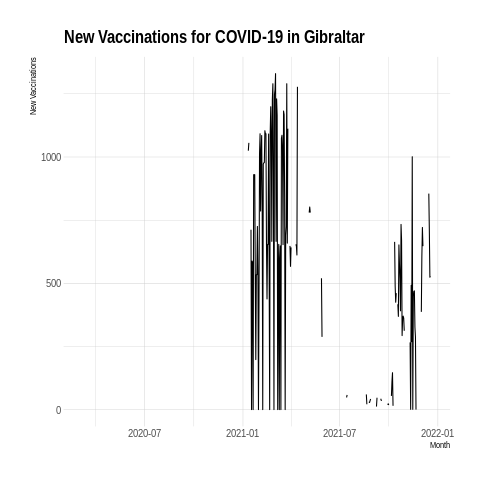 New Vaccinations for COVID-19 in Gibraltar
New Vaccinations
1000
500
0
2020-07
2021-01
2021-07
2022-01
Month